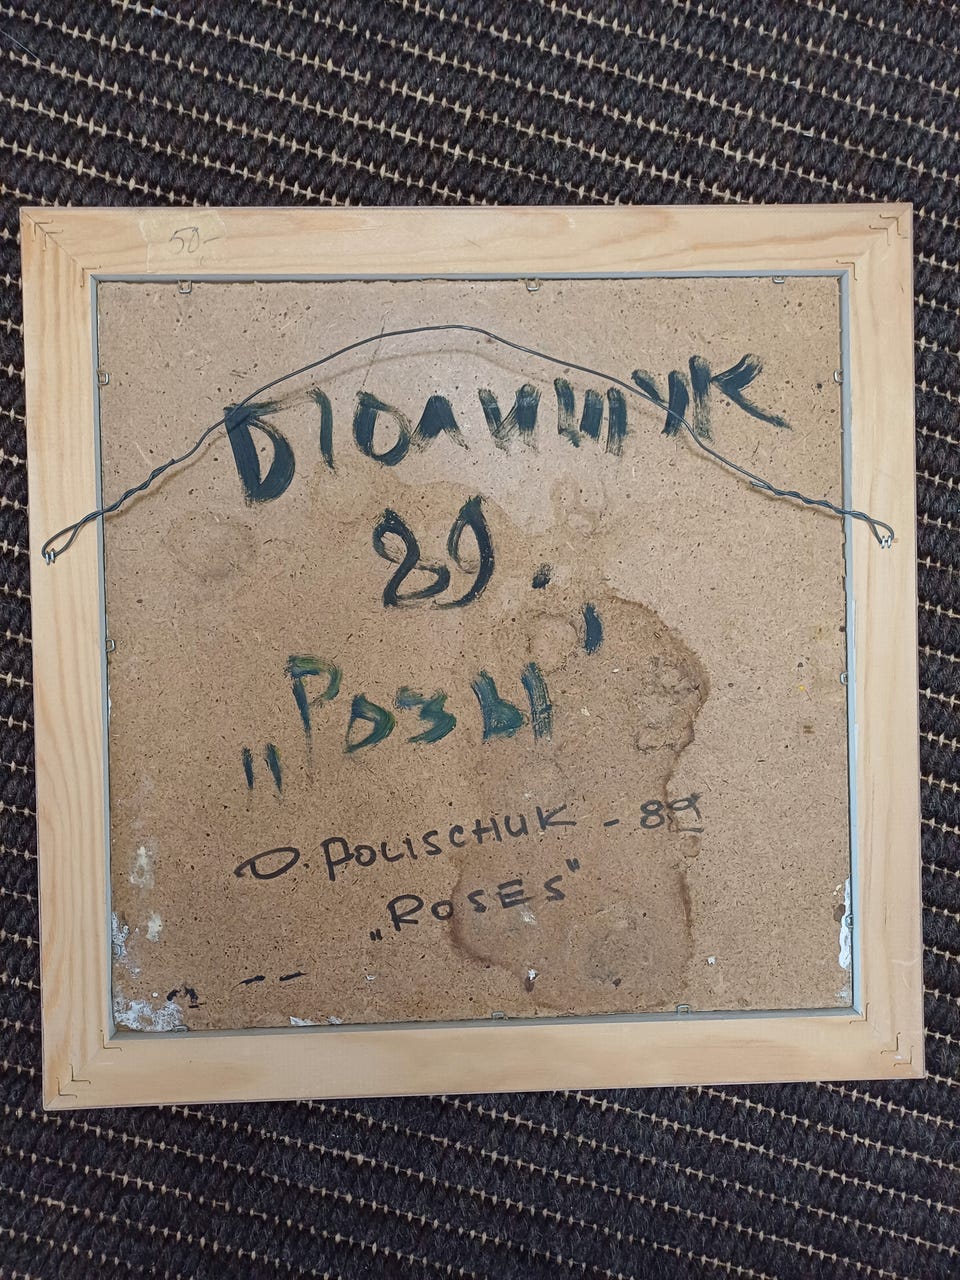 50-
ПОЛИЩУК
89.
„Розы"
O. POLISCHUK - 89
„ROSES"